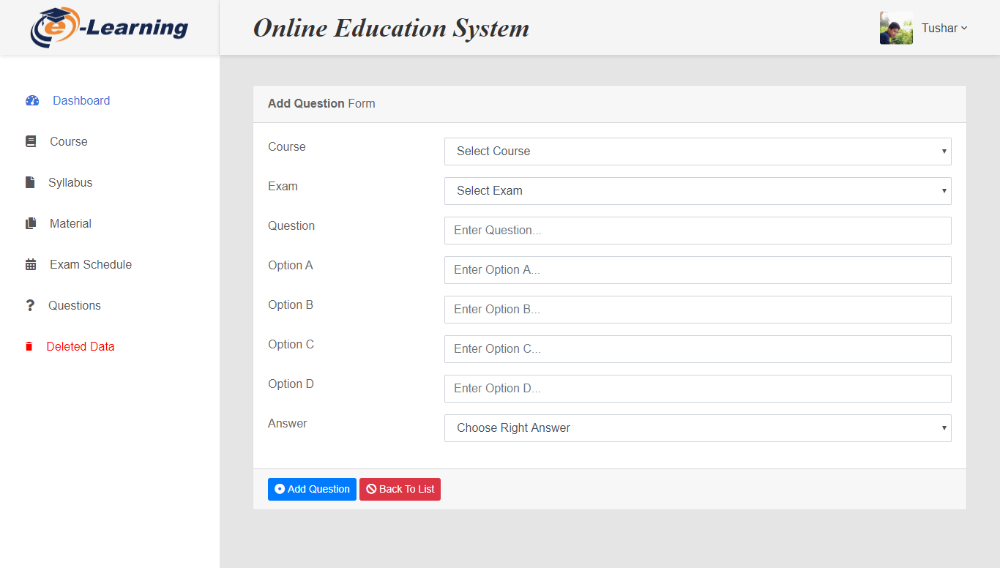 e-Learning
Online Education System
Tushar
Dashboard
Course
Syllabus
Material
Exam Schedule
Questions
Deleted Data
Add Question Form
Course
Select Course
Exam
Select Exam
Question
Enter Question...
Option A
Enter Option A...
Option B
Enter Option B...
Option C
Enter Option C...
Option D
Enter Option D...
Answer
Choose Right Answer
Add Question
Back To List